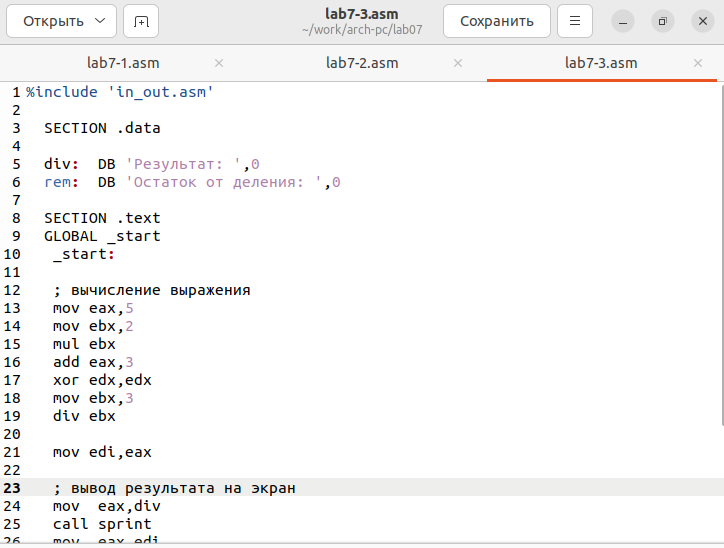 Открыть
lab7-3.asm
~/work/arch-pc/lab07
Сохранить
lab7-1.asm
lab7-2.asm
lab7-3.asm
1 %include 'in_out.asm'
2
3 SECTION .data
4
5 div: DB 'Результат: ',0
6 rem: DB 'Остаток от деления: ',0
7
8 SECTION .text
9 GLOBAL _start
10 _start:
11
12 ; вычисление выражения
13 mov eax,5
14 mov ebx,2
15 mul ebx
16 add eax,3
17 xor edx,edx
18 mov ebx,3
19 div ebx
20
21 mov edi,eax
22
23 ; вывод результата на экран
24 mov eax,div
25 call sprint
26 mov eax,edi